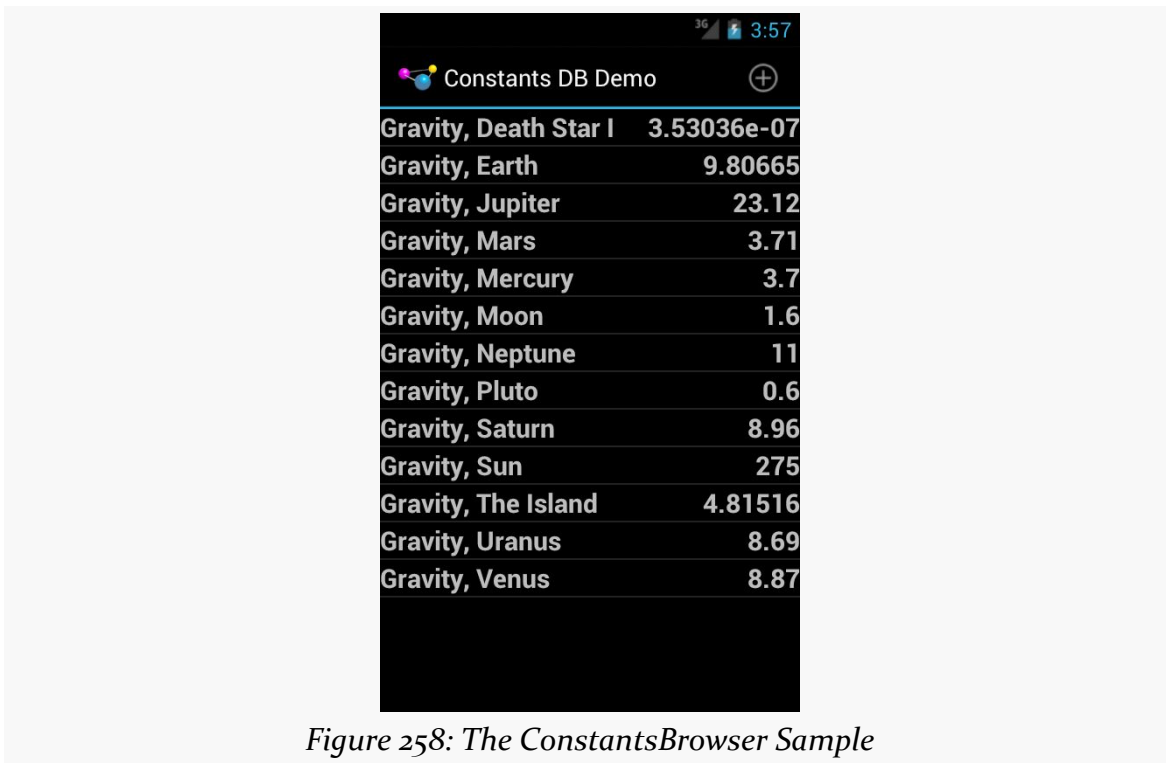 3G 3:57
Constants DB Demo
Gravity, Death Star I 3.53036e-07
Gravity, Earth 9.80665
Gravity, Jupiter 23.12
Gravity, Mars 3.71
Gravity, Mercury 3.7
Gravity, Moon 1.6
Gravity, Neptune 11
Gravity, Pluto 0.6
Gravity, Saturn 8.96
Gravity, Sun 275
Gravity, The Island 4.81516
Gravity, Uranus 8.69
Gravity, Venus 8.87
Figure 258: The ConstantsBrowser Sample